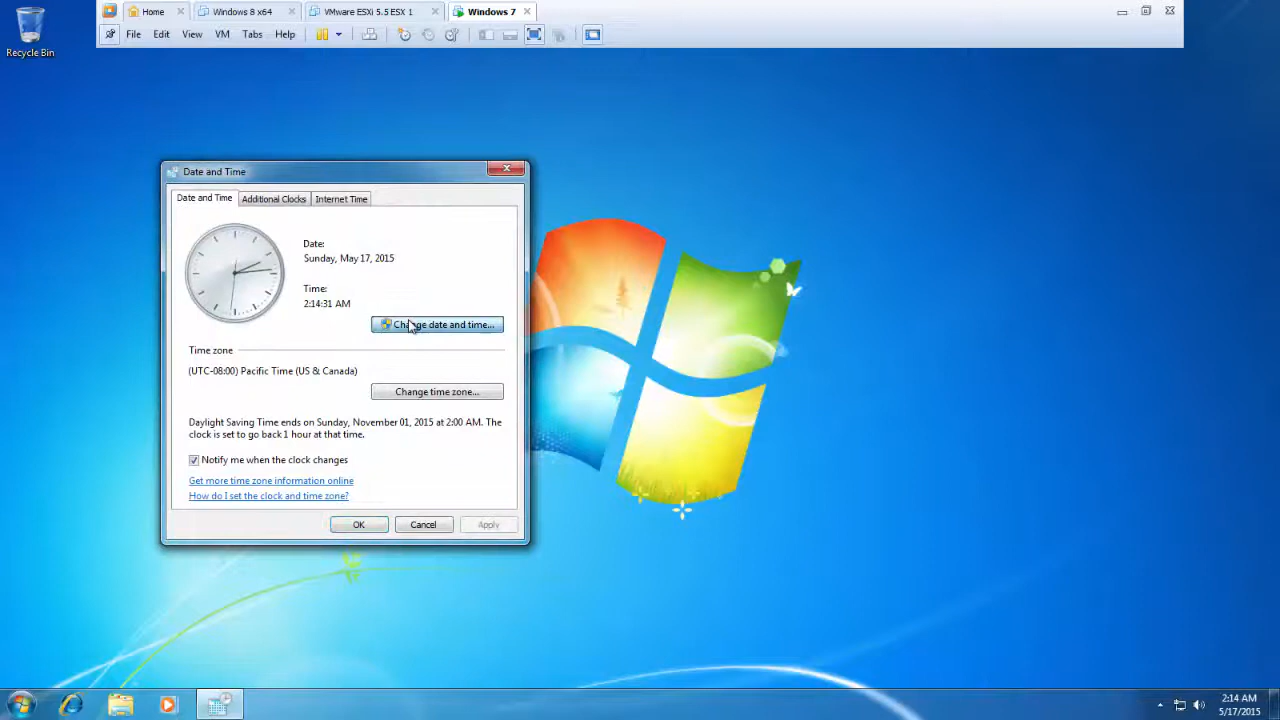 Home
Windows 8 x64
VMware ESXi 5.5 ESX 1
Windows 7
File Edit View VM Tabs Help
Recycle Bin
Date and Time
Date and Time Additional Clocks Internet Time
Date:
Sunday, May 17, 2015
Time:
2:14:31 AM
Change date and time...
Time zone
(UTC-08:00) Pacific Time (US & Canada)
Change time zone...
Daylight Saving Time ends on Sunday, November 01, 2015 at 2:00 AM. The
clock is set to go back 1 hour at that time.
Notify me when the clock changes
Get more time zone information online
How do I set the clock and time zone?
OK Cancel Apply
2:14 AM
5/17/2015